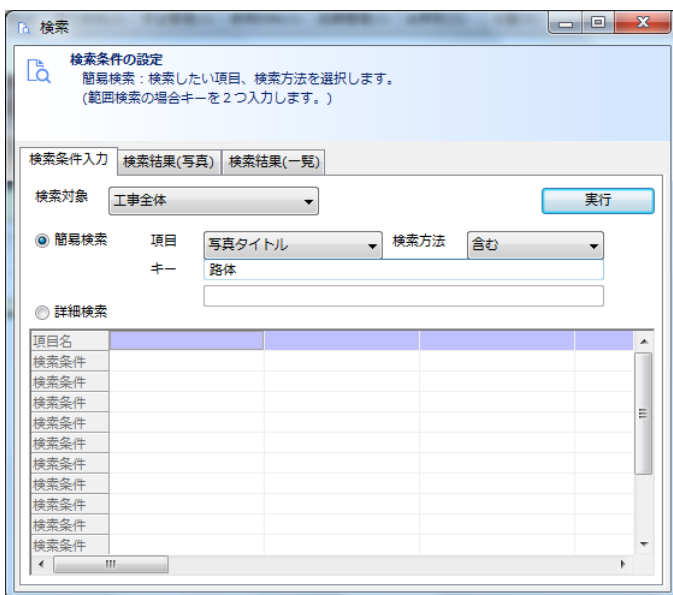 検索
検索条件の設定
簡易検索：検索したい項目、検索方法を選択します。
(範囲検索の場合キーを２つ入力します。)
検索条件入力 検索結果(写真) 検索結果(一覧)
検索対象 工事全体 実行
簡易検索 項目 写真タイトル 検索方法 含む
キー 路体
詳細検索
項目名
検索条件
検索条件
検索条件
検索条件
検索条件
検索条件
検索条件
検索条件
検索条件
検索条件